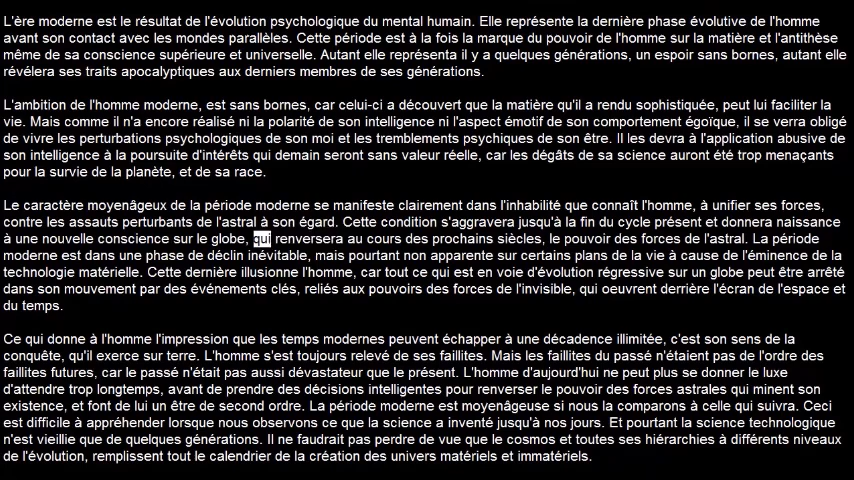 L'ère moderne est le résultat de l'évolution psychologique du mental humain. Elle représente la dernière phase évolutive de l'homme
avant son contact avec les mondes parallèles. Cette période est à la fois la marque du pouvoir de l'homme sur la matière et l'antithèse
même de sa conscience supérieure et universelle. Autant elle représenta il y a quelques générations, un espoir sans bornes, autant elle
révélera ses traits apocalyptiques aux derniers membres de ses générations.
L'ambition de l'homme moderne, est sans bornes, car celui-ci a découvert que la matière qu'il a rendu sophistiquée, peut lui faciliter la
vie. Mais comme il n'a encore réalisé ni la polarité de son intelligence ni l'aspect émotif de son comportement égoïque, il se verra obligé
de vivre les perturbations psychologiques de son moi et les tremblements psychiques de son être. Il les devra à l'application abusive de
son intelligence à la poursuite d'intérêts qui demain seront sans valeur réelle, car les dégâts de sa science auront été trop menaçants
pour la survie de la planète, et de sa race.
Le caractère moyenâgeux de la période moderne se manifeste clairement dans l'inhabilité que connaît l'homme, à unifier ses forces,
contre les assauts perturbants de l'astral à son égard. Cette condition s'aggravera jusqu'à la fin du cycle présent et donnera naissance
à une nouvelle conscience sur le globe, qui renversera au cours des prochains siècles, le pouvoir des forces de l'astral. La période
moderne est dans une phase de déclin inévitable, mais pourtant non apparente sur certains plans de la vie à cause de l'éminence de la
technologie matérielle. Cette dernière illusionne l'homme, car tout ce qui est en voie d'évolution régressive sur un globe peut être arrêté
dans son mouvement par des événements clés, reliés aux pouvoirs des forces de l'invisible, qui oeuvrent derrière l'écran de l'espace et
du temps.
Ce qui donne à l'homme l'impression que les temps modernes peuvent échapper à une décadence illimitée, c'est son sens de la
conquête, qu'il exerce sur terre. L'homme s'est toujours relevé de ses faillites. Mais les faillites du passé n'étaient pas de l'ordre des
faillites futures, car le passé n'était pas aussi dévastateur que le présent. L'homme d'aujourd'hui ne peut plus se donner le luxe
d'attendre trop longtemps, avant de prendre des décisions intelligentes pour renverser le pouvoir des forces astrales qui minent son
existence, et font de lui un être de second ordre. La période moderne est moyenâgeuse si nous la comparons à celle qui suivra. Ceci
est difficile à appréhender lorsque nous observons ce que la science a inventé jusqu'à nos jours. Et pourtant la science technologique
n'est vieillie que de quelques générations. Il ne faudrait pas perdre de vue que le cosmos et toutes ses hiérarchies à différents niveaux
de l'évolution, remplissent tout le calendrier de la création des univers matériels et immatériels.